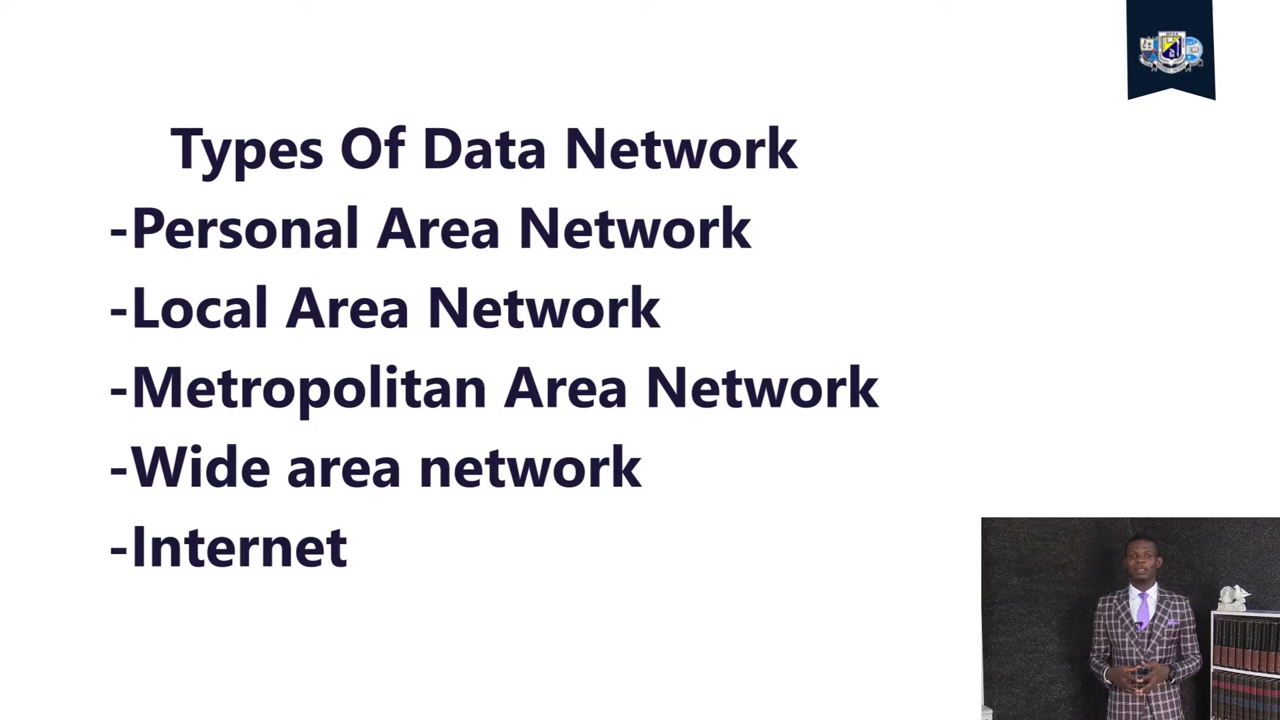 Types Of Data Network
-Personal Area Network
-Local Area Network
-Metropolitan Area Network
-Wide area network
-Internet